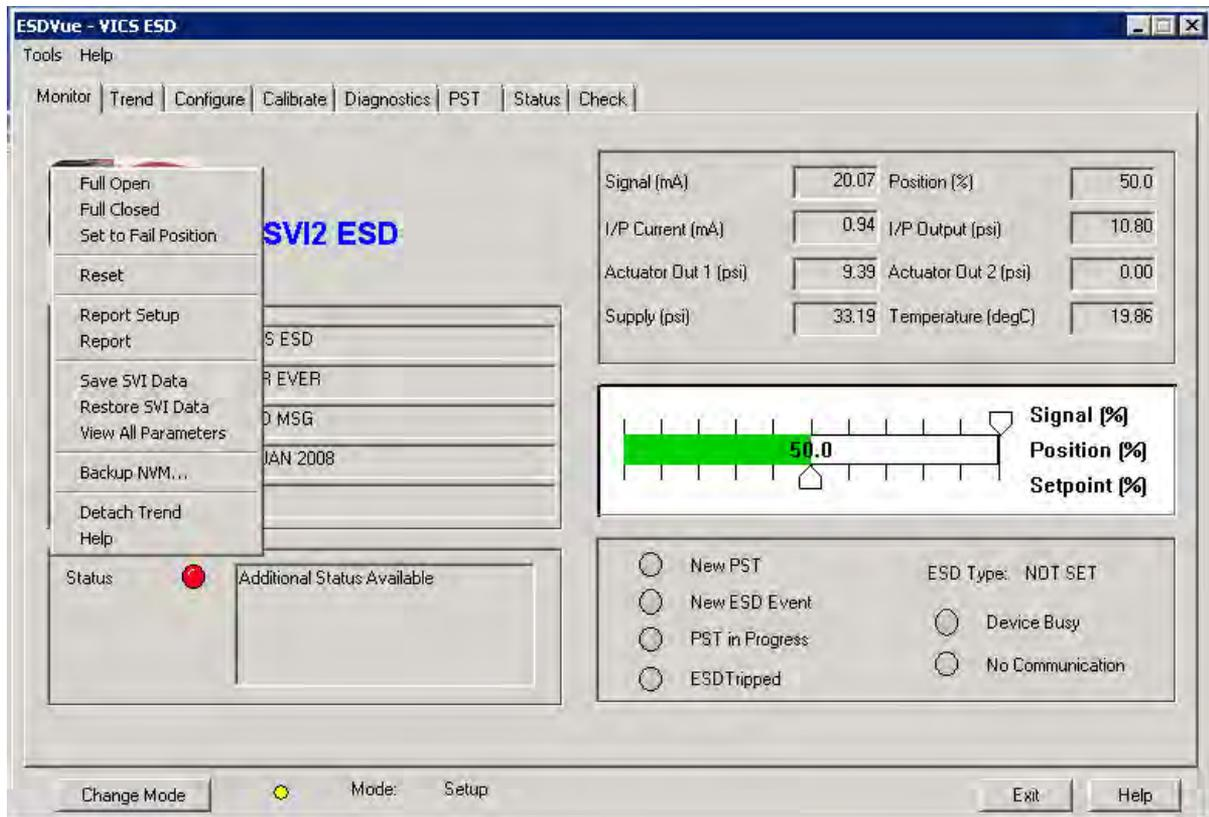 ESDVue - VICS ESD
Tools Help
Monitor Trend Configure Calibrate Diagnostics PST Status Check
Full Open
Full Closed
Set to Fail Position
Reset
Report Setup
Report
Save SVI Data
Restore SVI Data
View All Parameters
Backup NVM...
Detach Trend
Help
SVI2 ESD
S ESD
R EVER
D MSG
JAN 2008
Status Additional Status Available
Signal (mA) 20.07 Position (%) 50.0
I/P Current (mA) 0.94 I/P Output (psi) 10.80
Actuator Out 1 (psi) 9.39 Actuator Out 2 (psi) 0.00
Supply (psi) 33.19 Temperature (degC) 19.86
Signal (%)
50.0 Position (%)
Setpoint (%)
New PST
New ESD Event
PST in Progress
ESDTripped
ESD Type: NOT SET
Device Busy
No Communication
Change Mode Mode: Setup Exit Help